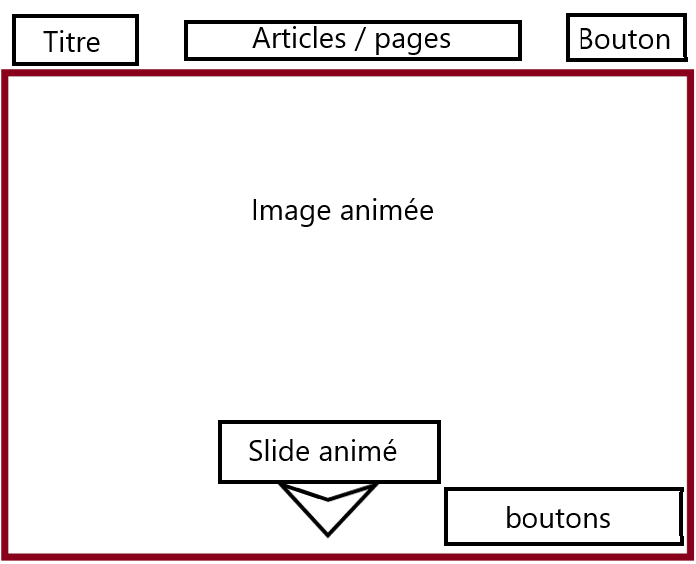 Titre
Articles / pages
Bouton
Image animée
Slide animé
boutons